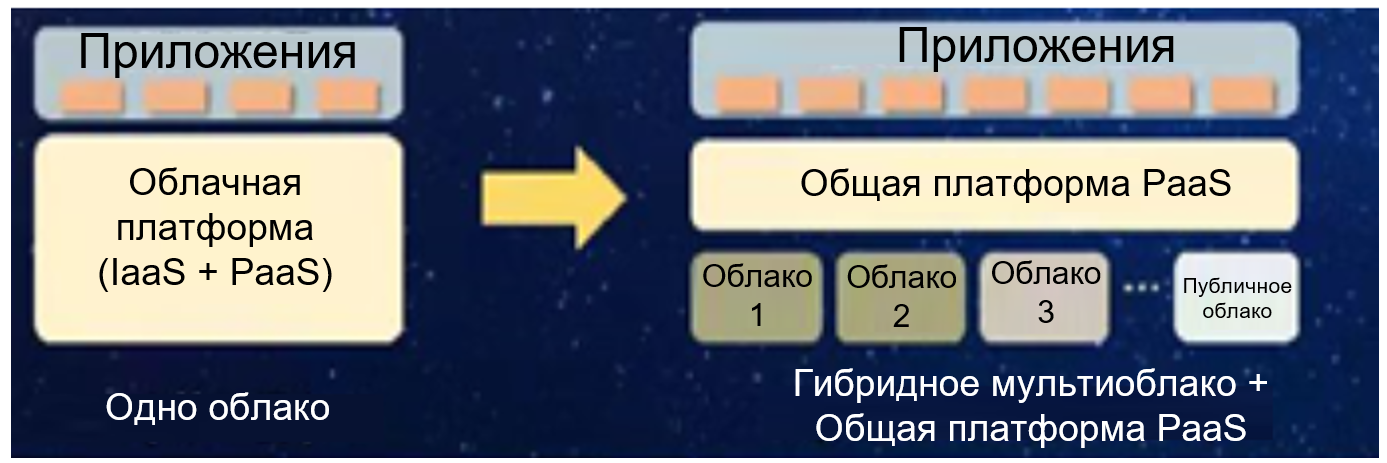 Приложения
Облачная
платформа
(IaaS + PaaS)
Одно облако
Приложения
Общая платформа PaaS
Облако
1
Облако
2
Облако
3
...
Публичное
облако
Гибридное мультиоблако +
Общая платформа PaaS